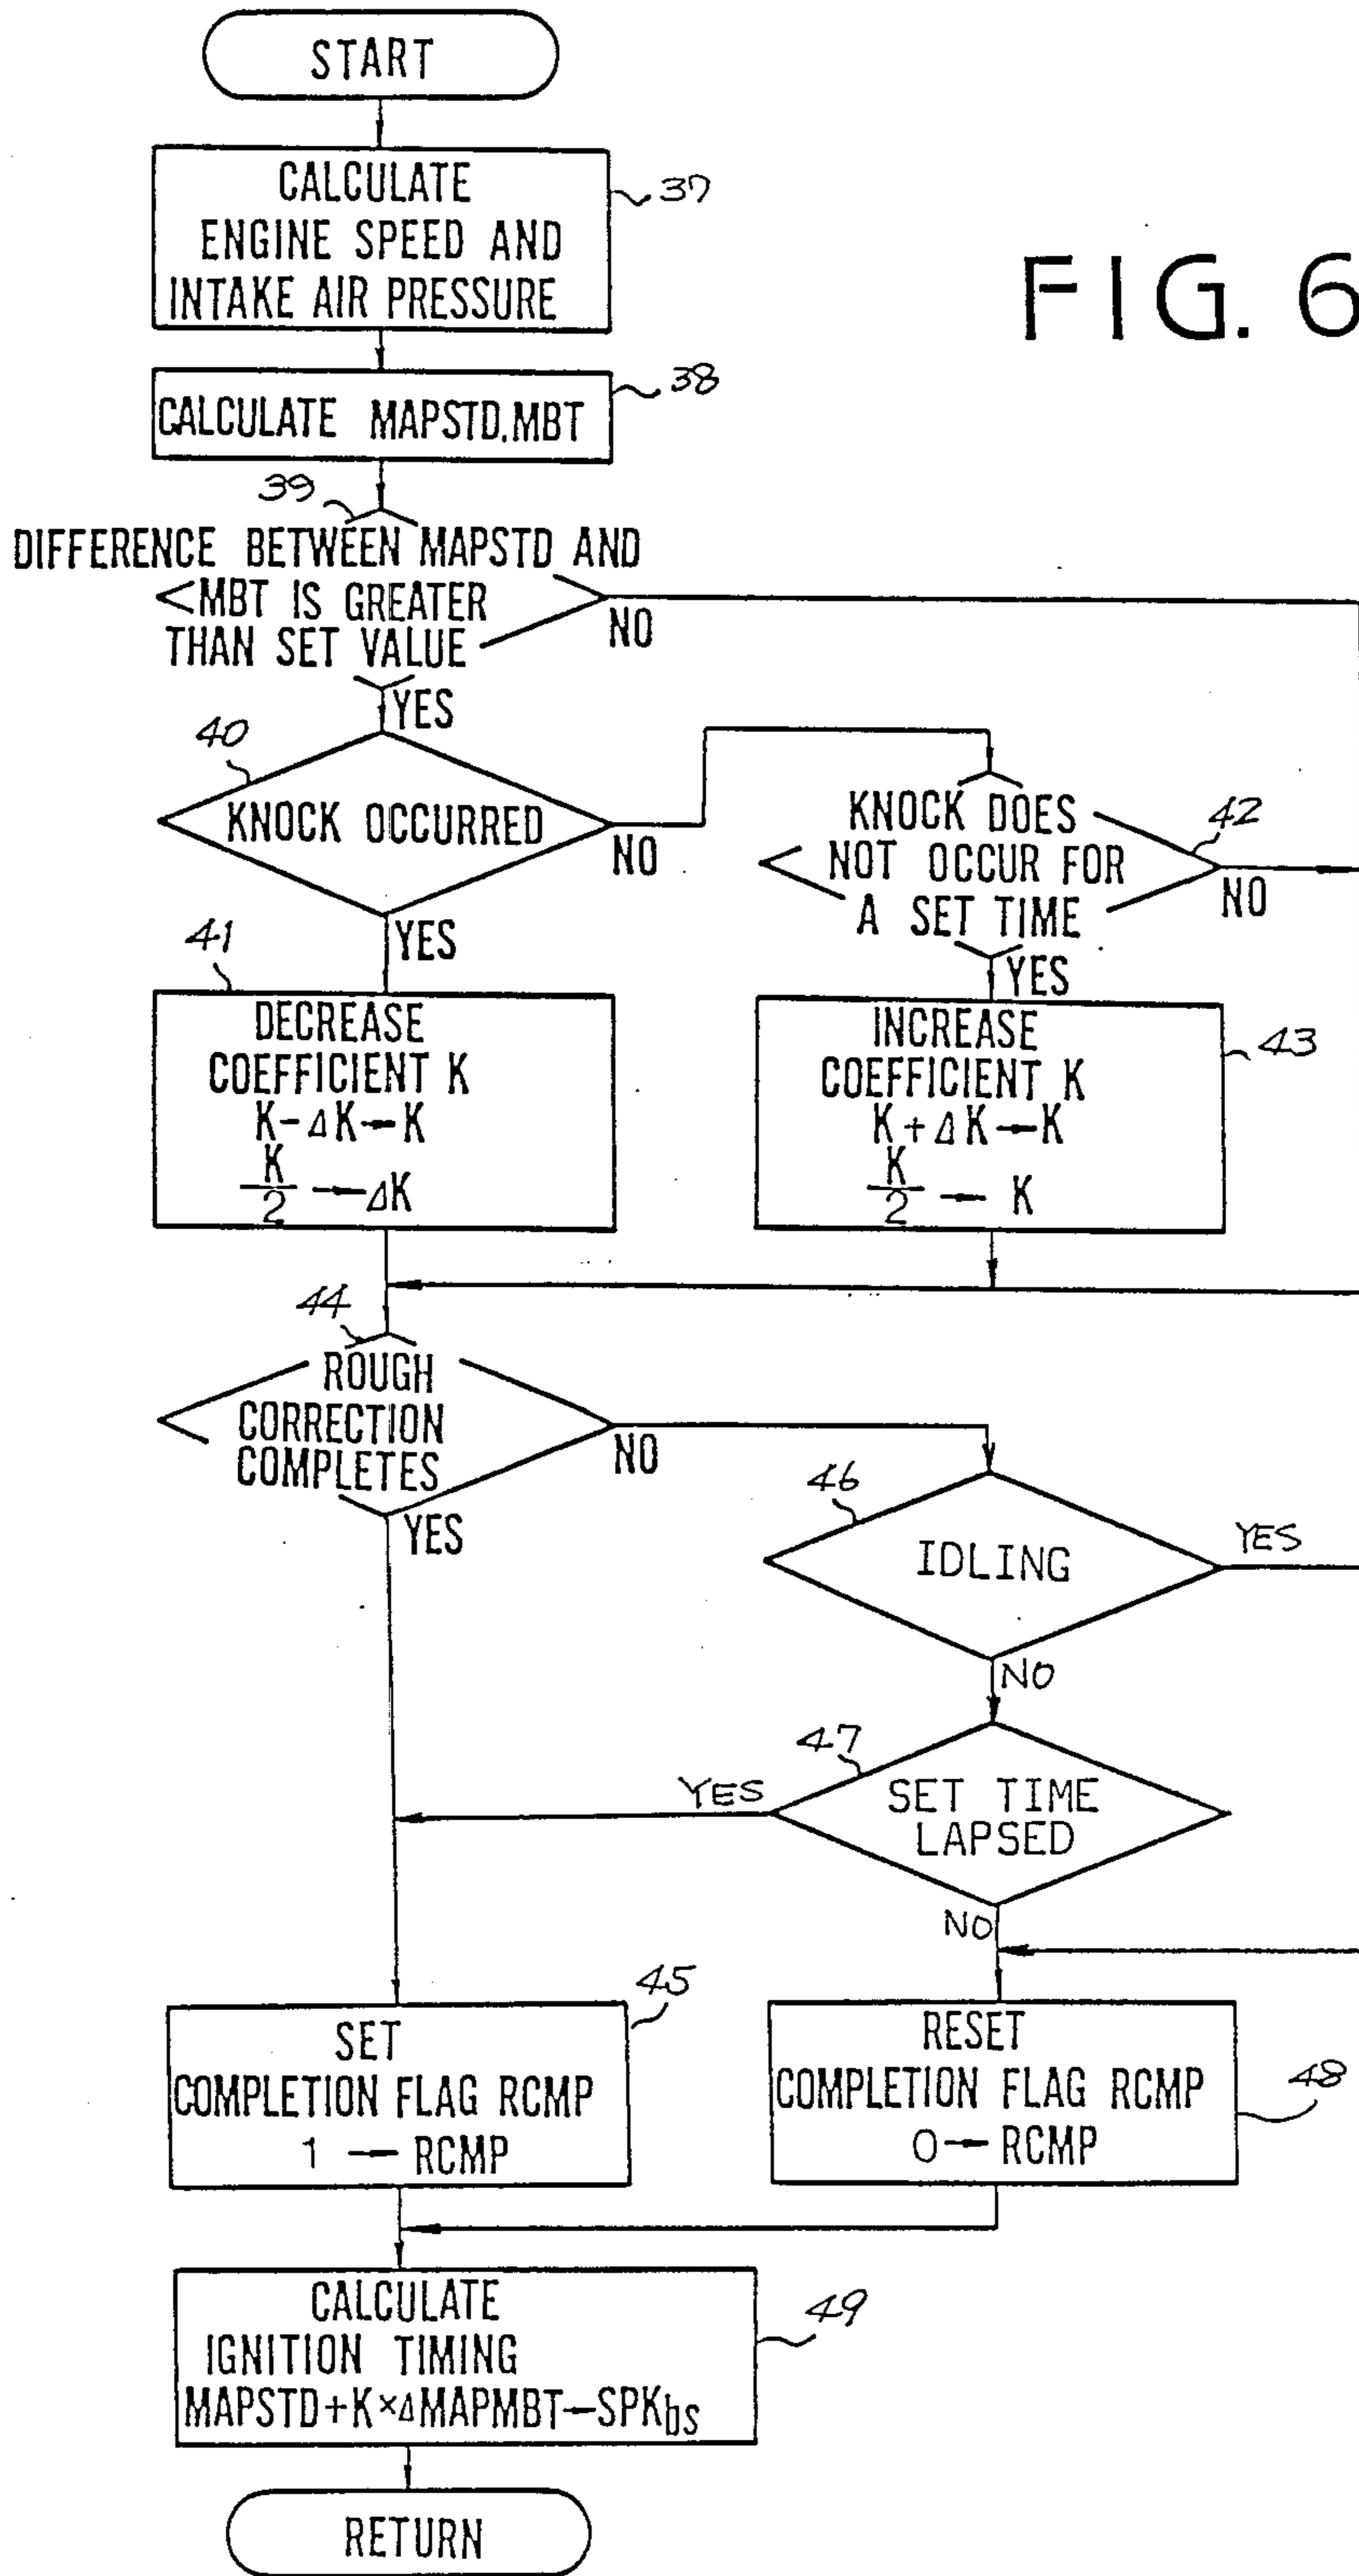 START
CALCULATE
ENGINE SPEED AND
INTAKE AIR PRESSURE
37
FIG. 6
CALCULATE MAPSTD.MBT
38
39
DIFFERENCE BETWEEN MAPSTD AND
MBT IS GREATER
THAN SET VALUE
NO
YES
40
KNOCK OCCURRED
NO
YES
KNOCK DOES
NOT OCCUR FOR
A SET TIME
42
NO
YES
41
DECREASE
COEFFICIENT K
K-ΔK→K
K/2→ΔK
INCREASE
COEFFICIENT K
K+ΔK→K
K/2→ K
43
44
ROUGH
CORRECTION
COMPLETES
NO
YES
46
IDLING
YES
NO
47
SET TIME
LAPSED
YES
NO
45
SET
COMPLETION FLAG RCMP
1 → RCMP
RESET
COMPLETION FLAG RCMP
0→ RCMP
48
CALCULATE
IGNITION TIMING
MAPSTD+K×ΔMAPMBT→SPKbs
49
RETURN